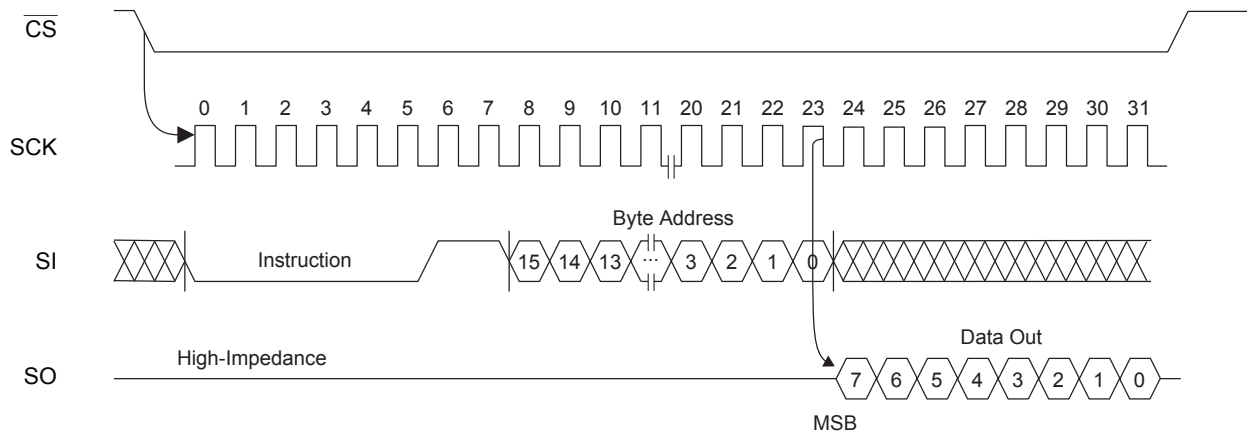 CS
0 1 2 3 4 5 6 7 8 9 10 11 20 21 22 23 24 25 26 27 28 29 30 31
SCK
Byte Address
SI
Instruction
15 14 13 ... 3 2 1 0
Data Out
High-Impedance
SO
7 6 5 4 3 2 1 0
MSB